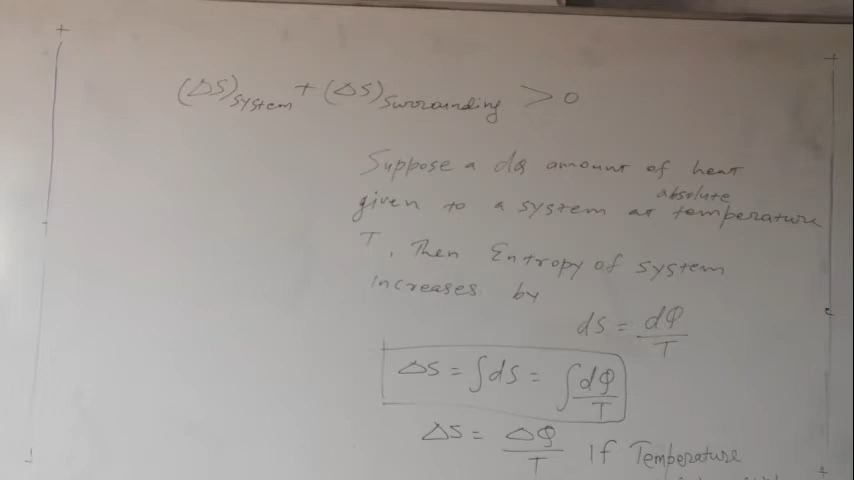 (ΔS)system + (ΔS)Surrounding > 0
Suppose a dQ amount of heat
absolute
given to a system at temperature
T, Then Entropy of system
increases by
dS = dQ/T
ΔS = ∫dS = ∫dQ/T
ΔS = ΔQ/T If Temperature